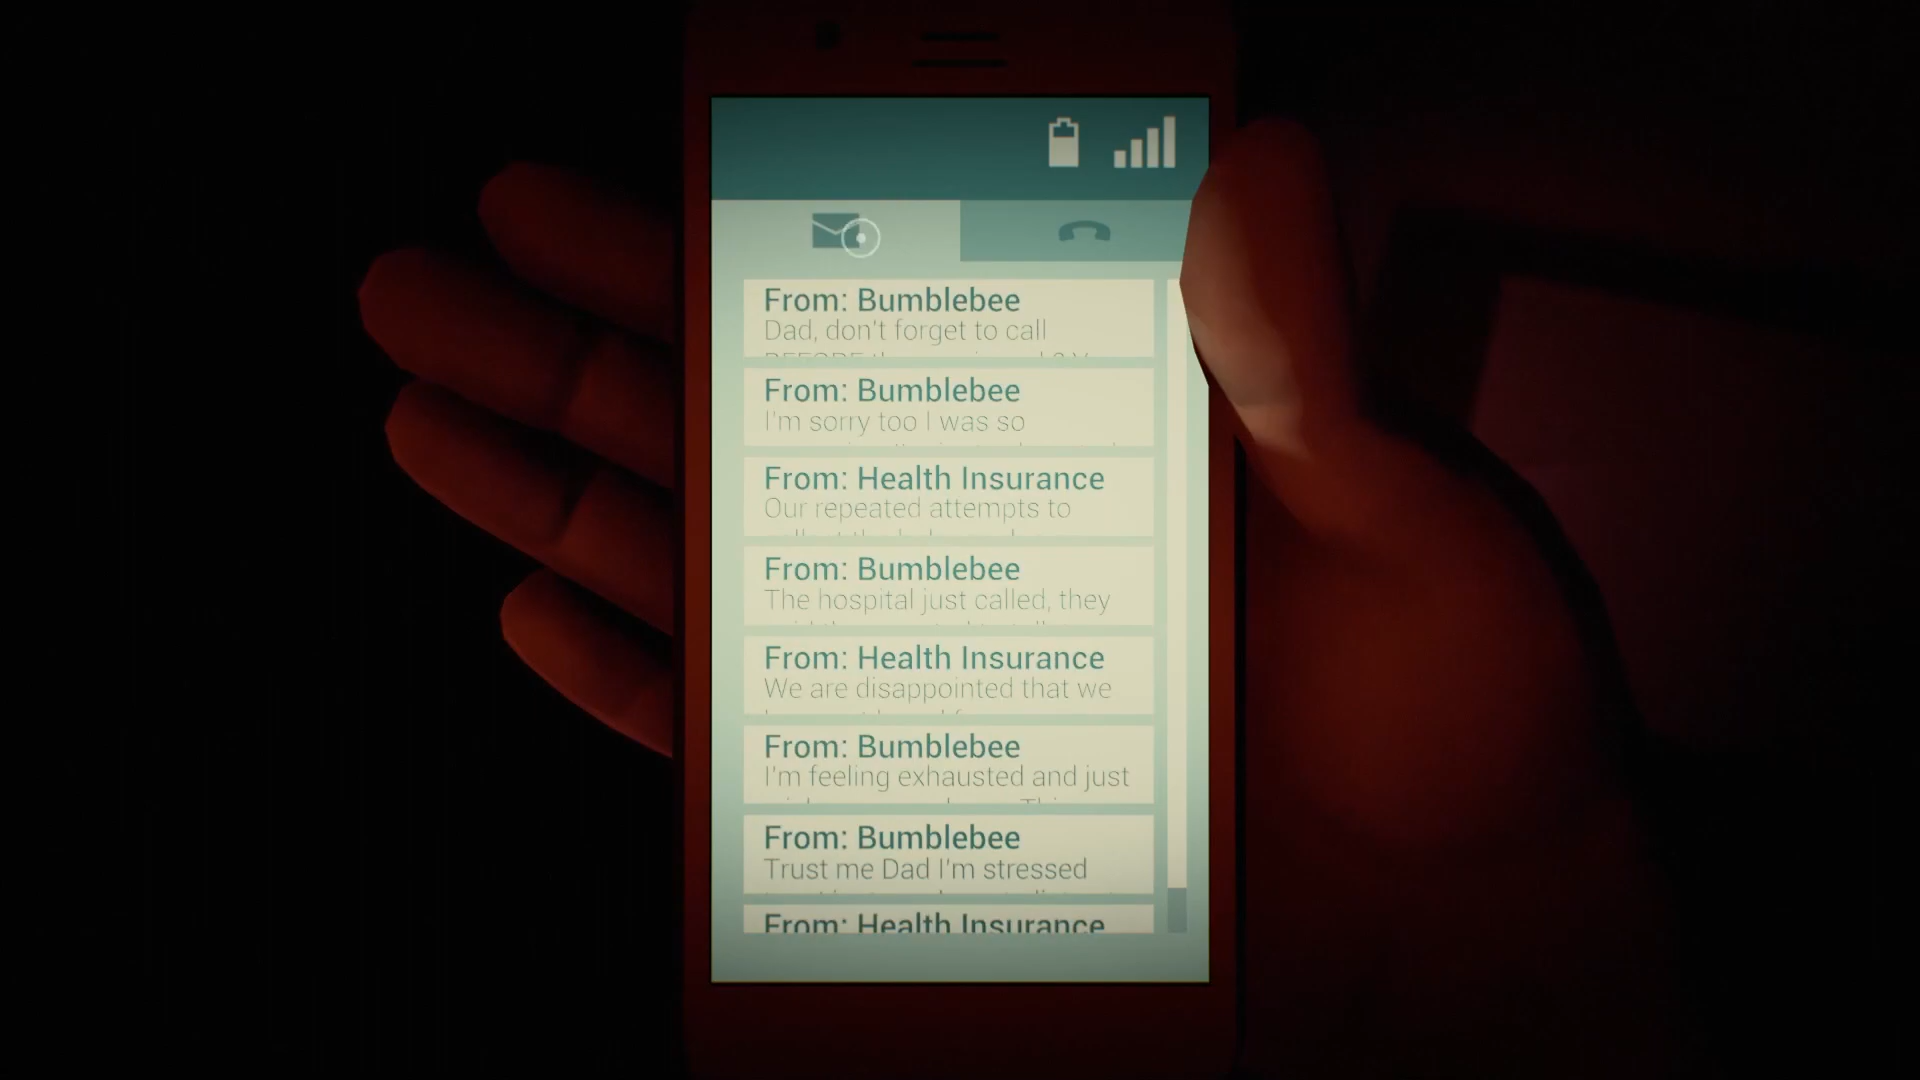 From: Bumblebee
Dad, don't forget to call
From: Bumblebee
I'm sorry too I was so
From: Health Insurance
Our repeated attempts to
From: Bumblebee
The hospital just called, they
From: Health Insurance
We are disappointed that we
From: Bumblebee
I'm feeling exhausted and just
From: Bumblebee
Trust me Dad I'm stressed
From: Health Insurance